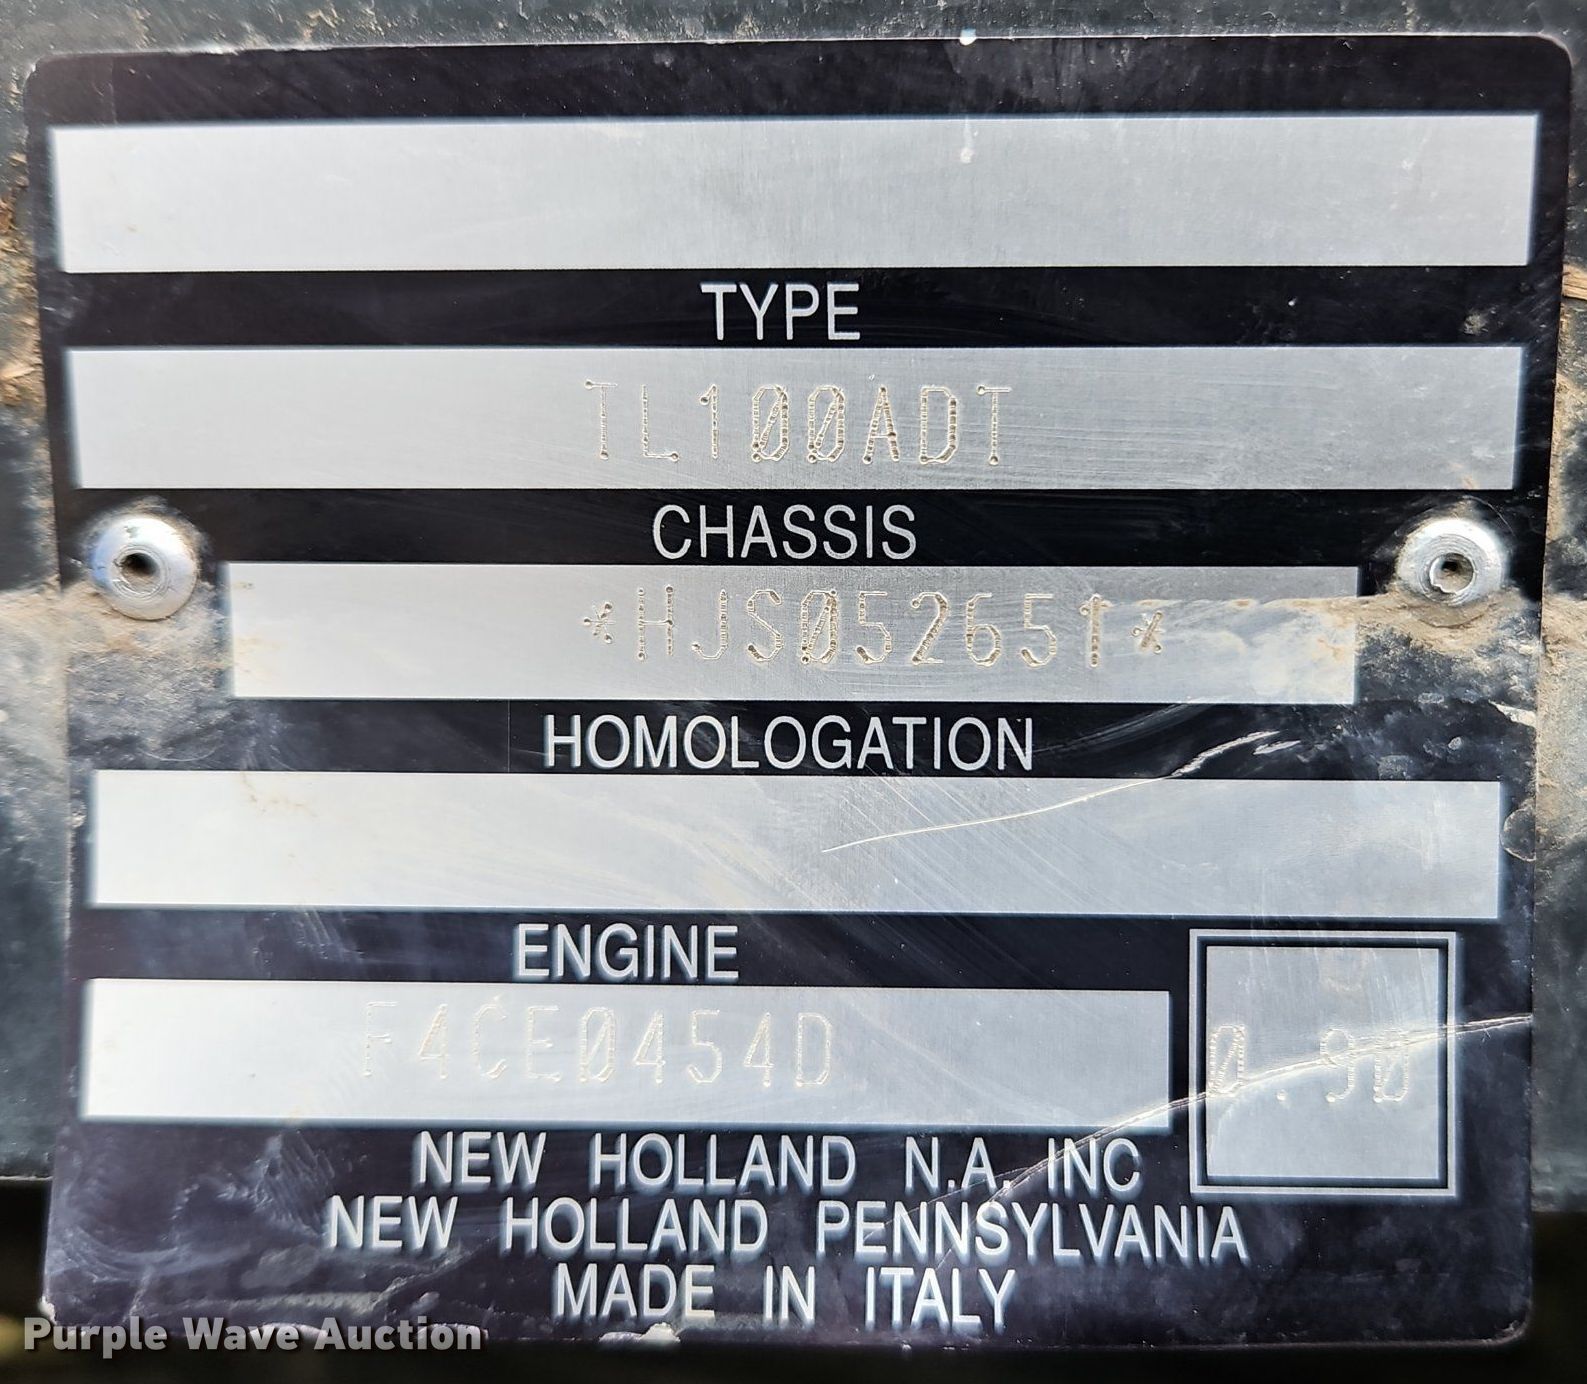 TYPE
TL100ADT
CHASSIS
*HJS052651*
HOMOLOGATION
ENGINE
F4CE0454D
0.90
NEW HOLLAND N.A. INC
NEW HOLLAND PENNSYLVANIA
MADE IN ITALY
Purple Wave Auction